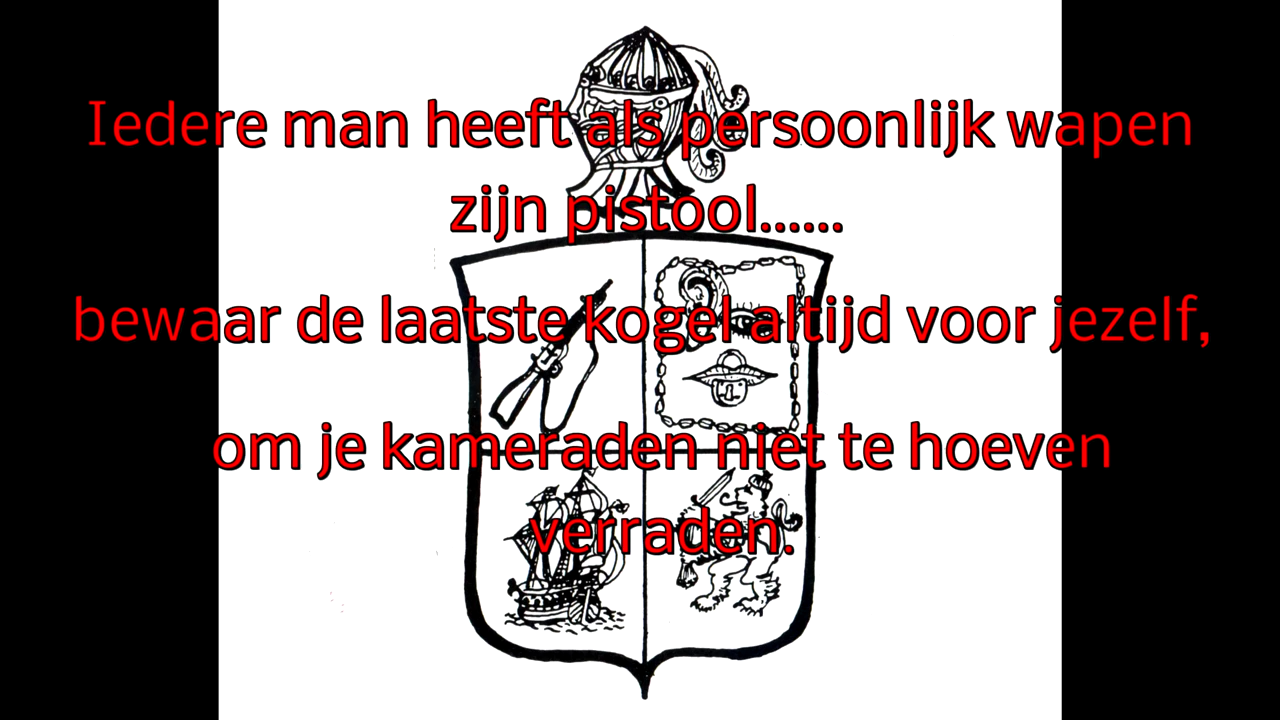 Iedere man heeft als persoonlijk wapen
zijn pistool......
bewaar de laatste kogel altijd voor jezelf,
om je kameraden niet te hoeven
verraden.